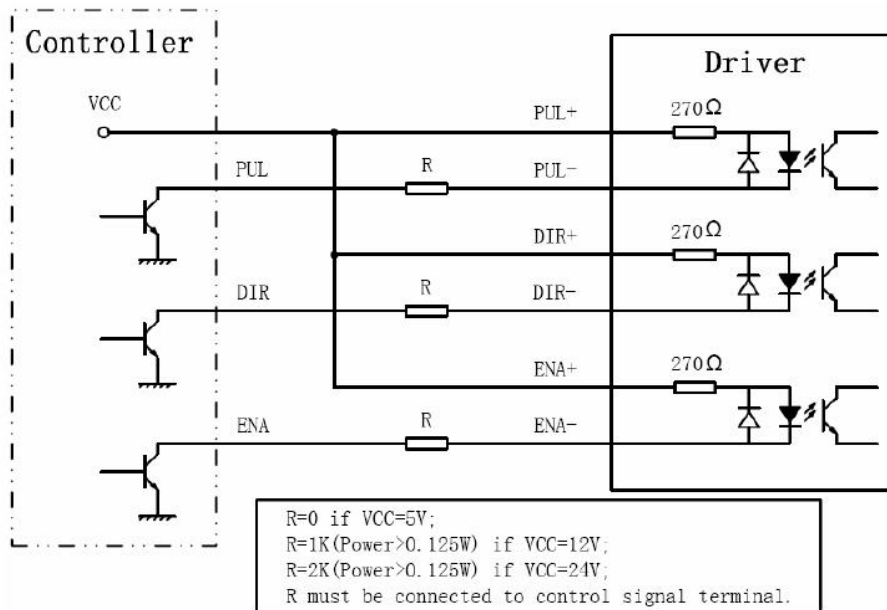 Controller
Driver
VCC
PUL+
270Ω
PUL
R
PUL-
DIR+
270Ω
DIR
R
DIR-
ENA+
270Ω
ENA
R
ENA-
R=0 if VCC=5V;
R=1K(Power>0.125W) if VCC=12V;
R=2K(Power>0.125W) if VCC=24V;
R must be connected to control signal terminal.